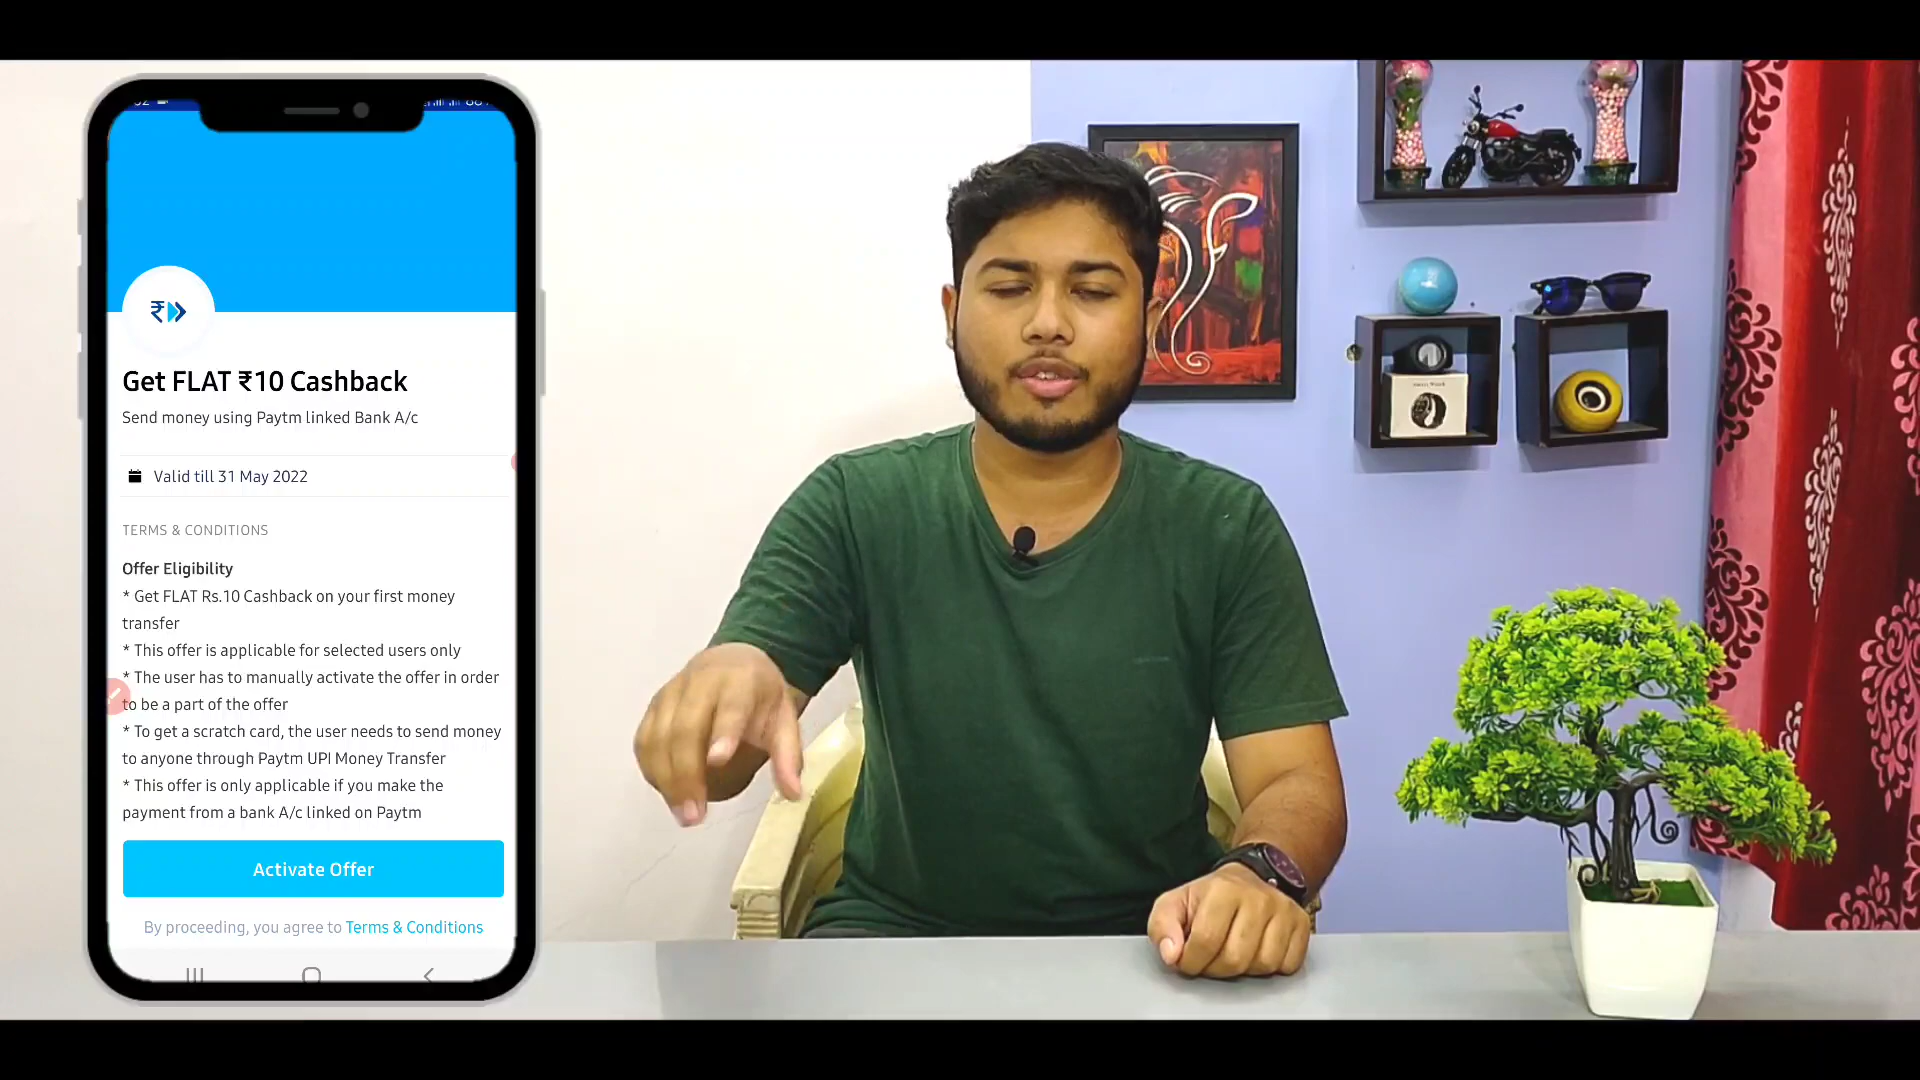 Get FLAT ₹10 Cashback
Send money using Paytm linked Bank A/c
Valid till 31 May 2022
TERMS & CONDITIONS
Offer Eligibility
* Get FLAT Rs.10 Cashback on your first money
transfer
* This offer is applicable for selected users only
* The user has to manually activate the offer in order
to be a part of the offer
* To get a scratch card, the user needs to send money
to anyone through Paytm UPI Money Transfer
* This offer is only applicable if you make the
payment from a bank A/c linked on Paytm
Activate Offer
By proceeding, you agree to Terms & Conditions